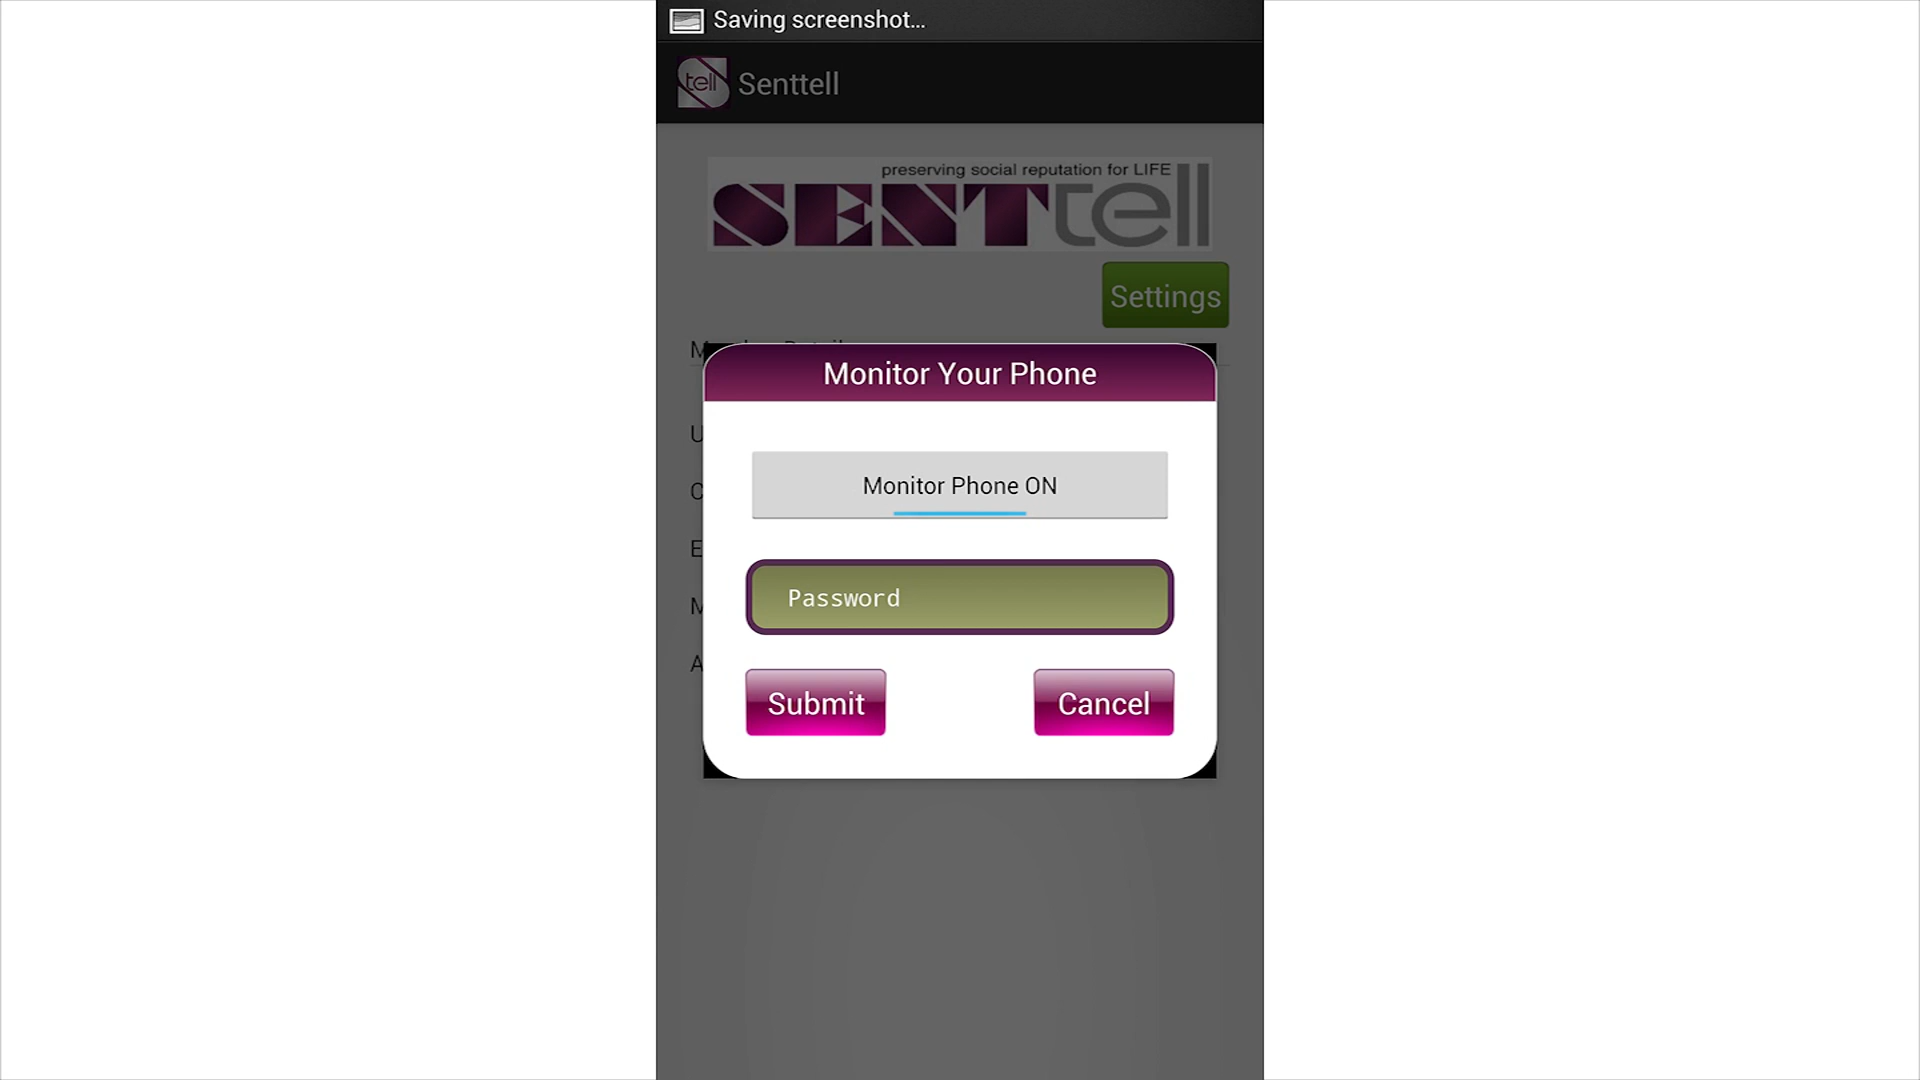 Saving screenshot...
tell
Senttell
preserving social reputation for LIFE
SENTtell
Settings
Monitor Your Phone
Monitor Phone ON
Password
Submit
Cancel